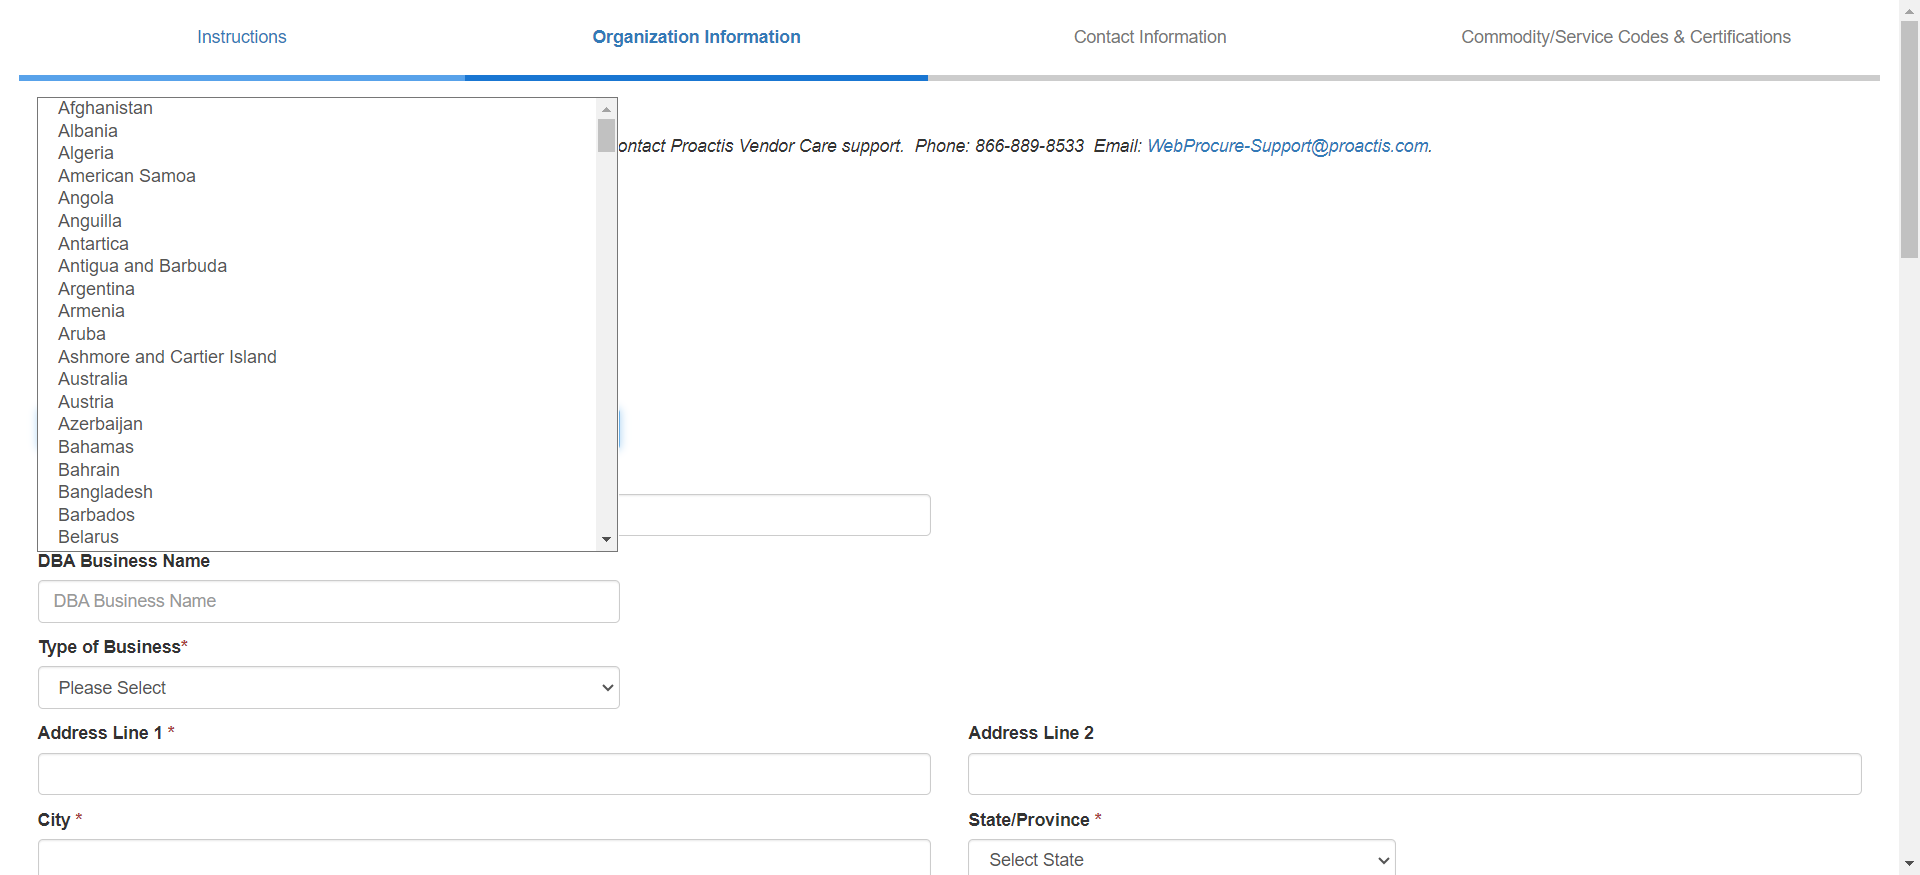 Instructions
Organization Information
Contact Information
Commodity/Service Codes & Certifications
Afghanistan
Albania
Algeria
American Samoa
Angola
Anguilla
Antartica
Antigua and Barbuda
Argentina
Armenia
Aruba
Ashmore and Cartier Island
Australia
Austria
Azerbaijan
Bahamas
Bahrain
Bangladesh
Barbados
Belarus
ontact Proactis Vendor Care support.  Phone: 866-889-8533  Email: WebProcure-Support@proactis.com.
DBA Business Name
DBA Business Name
Type of Business*
Please Select
Address Line 1 *
Address Line 2
City *
State/Province *
Select State